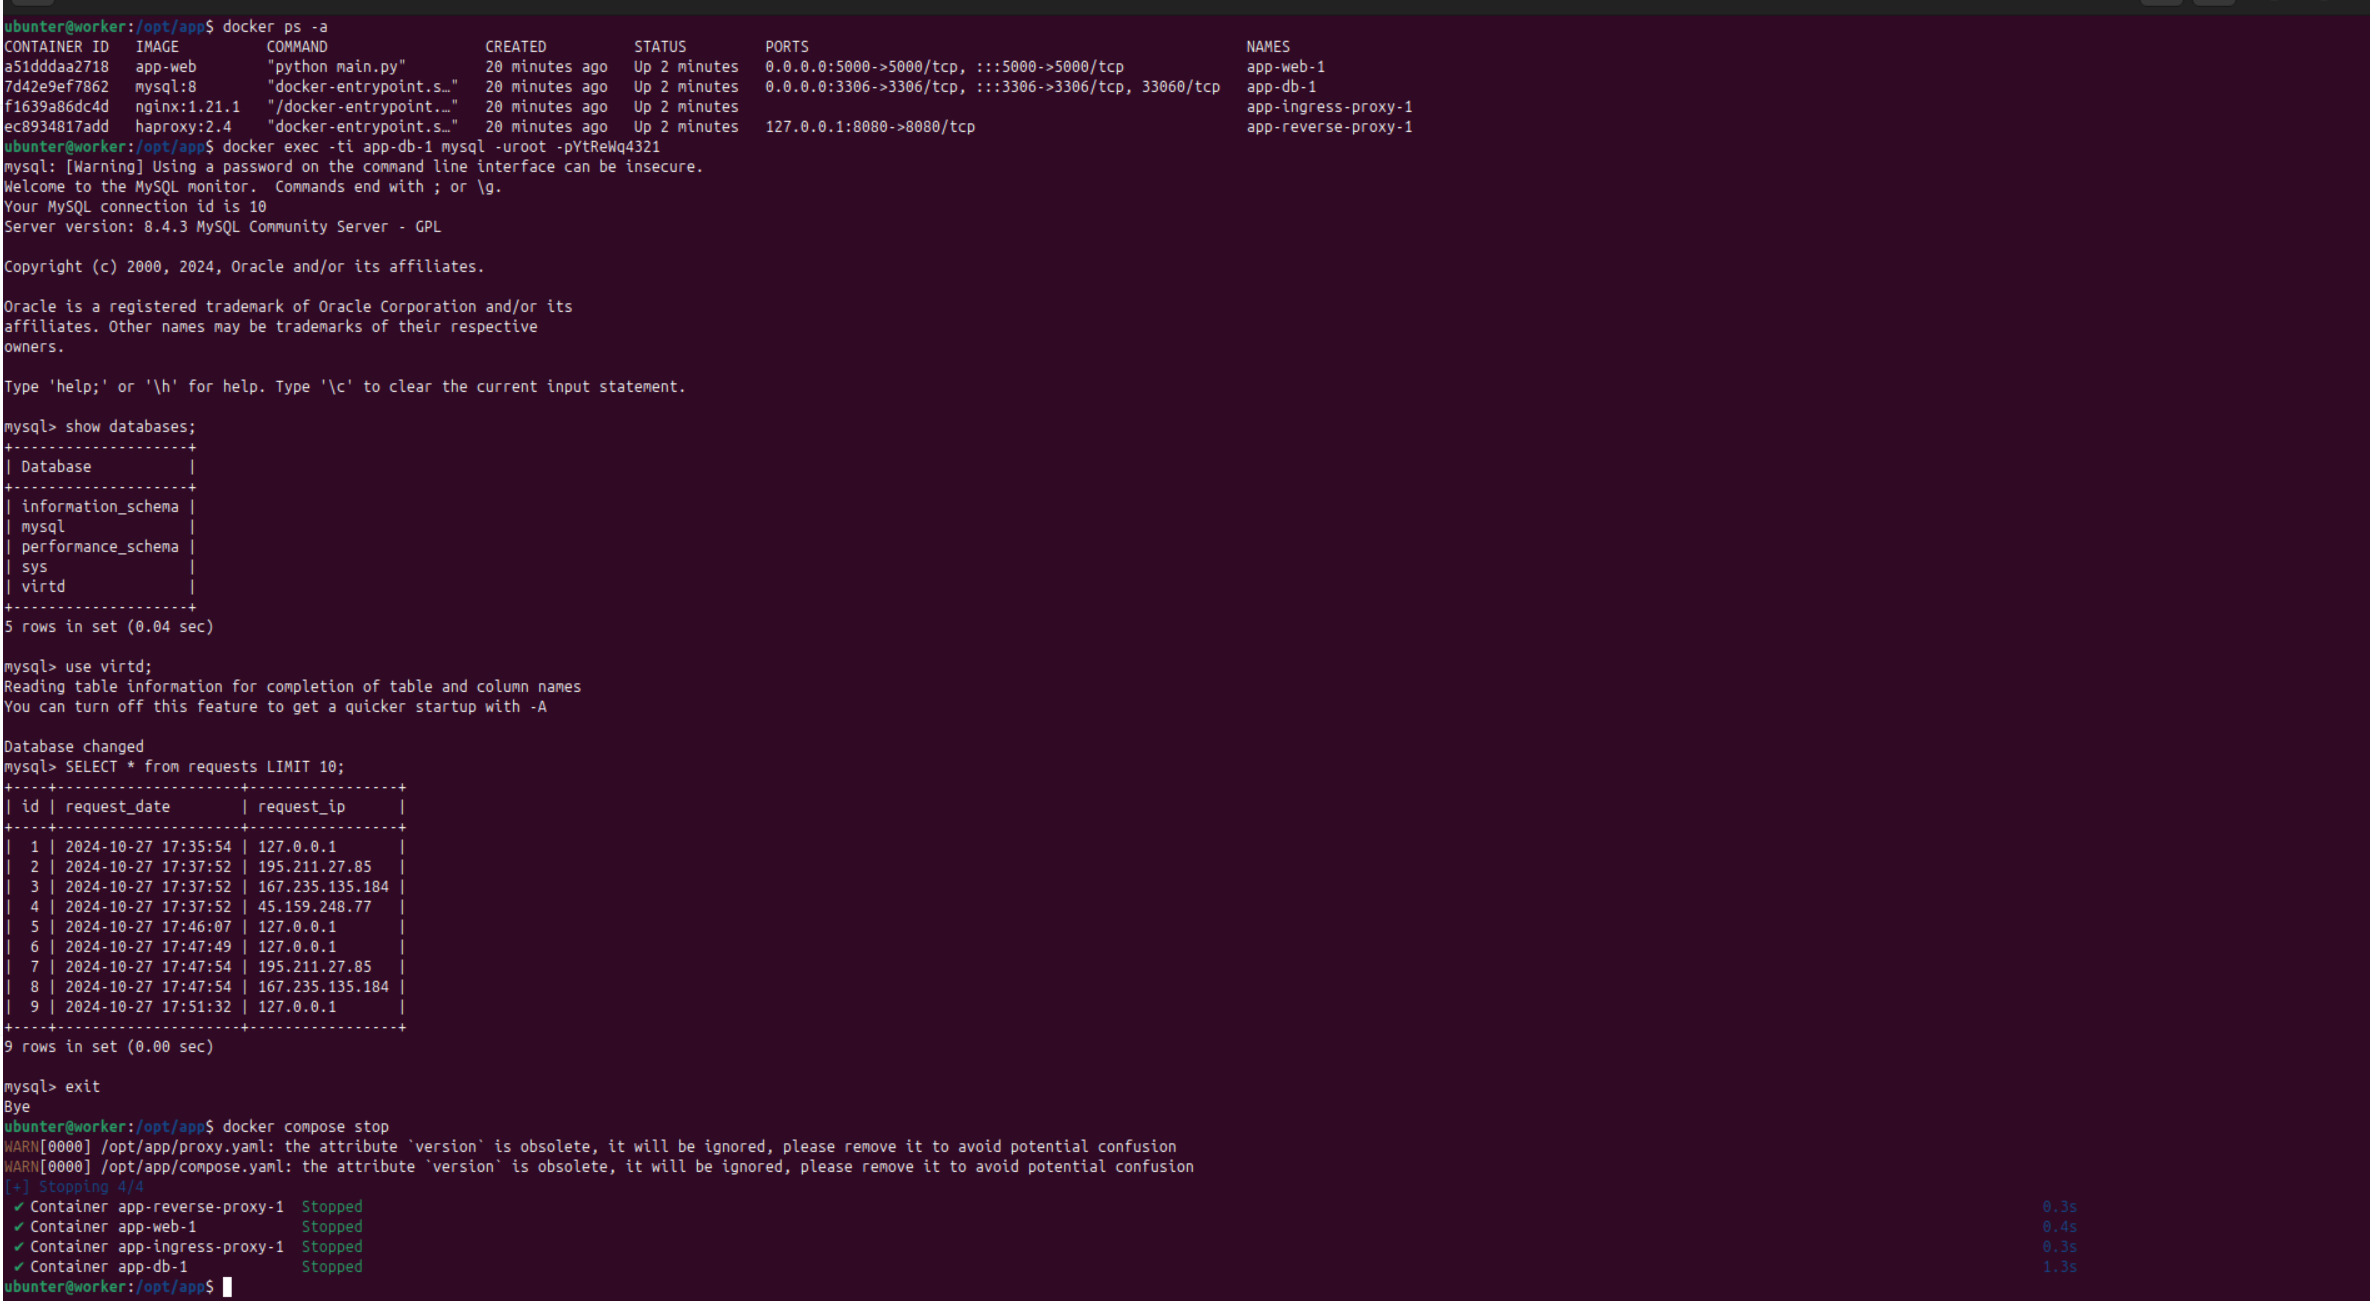 ubunter@worker:/opt/app$ docker ps -a
CONTAINER ID   IMAGE          COMMAND                  CREATED          STATUS         PORTS                                                  NAMES
a51dddaa2718   app-web        "python main.py"         20 minutes ago   Up 2 minutes   0.0.0.0:5000->5000/tcp, :::5000->5000/tcp              app-web-1
7d42e9ef7862   mysql:8        "docker-entrypoint.s…"   20 minutes ago   Up 2 minutes   0.0.0.0:3306->3306/tcp, :::3306->3306/tcp, 33060/tcp   app-db-1
f1639a86dc4d   nginx:1.21.1   "/docker-entrypoint.…"   20 minutes ago   Up 2 minutes                                                          app-ingress-proxy-1
ec8934817add   haproxy:2.4    "docker-entrypoint.s…"   20 minutes ago   Up 2 minutes   127.0.0.1:8080->8080/tcp                               app-reverse-proxy-1
ubunter@worker:/opt/app$ docker exec -ti app-db-1 mysql -uroot -pYtReWq4321
mysql: [Warning] Using a password on the command line interface can be insecure.
Welcome to the MySQL monitor.  Commands end with ; or \g.
Your MySQL connection id is 10
Server version: 8.4.3 MySQL Community Server - GPL

Copyright (c) 2000, 2024, Oracle and/or its affiliates.

Oracle is a registered trademark of Oracle Corporation and/or its
affiliates. Other names may be trademarks of their respective
owners.

Type 'help;' or '\h' for help. Type '\c' to clear the current input statement.

mysql> show databases;
+--------------------+
| Database           |
+--------------------+
| information_schema |
| mysql              |
| performance_schema |
| sys                |
| virtd              |
+--------------------+
5 rows in set (0.04 sec)

mysql> use virtd;
Reading table information for completion of table and column names
You can turn off this feature to get a quicker startup with -A

Database changed
mysql> SELECT * from requests LIMIT 10;
+----+---------------------+-----------------+
| id | request_date        | request_ip      |
+----+---------------------+-----------------+
|  1 | 2024-10-27 17:35:54 | 127.0.0.1       |
|  2 | 2024-10-27 17:37:52 | 195.211.27.85   |
|  3 | 2024-10-27 17:37:52 | 167.235.135.184 |
|  4 | 2024-10-27 17:37:52 | 45.159.248.77   |
|  5 | 2024-10-27 17:46:07 | 127.0.0.1       |
|  6 | 2024-10-27 17:47:49 | 127.0.0.1       |
|  7 | 2024-10-27 17:47:54 | 195.211.27.85   |
|  8 | 2024-10-27 17:47:54 | 167.235.135.184 |
|  9 | 2024-10-27 17:51:32 | 127.0.0.1       |
+----+---------------------+-----------------+
9 rows in set (0.00 sec)

mysql> exit
Bye
ubunter@worker:/opt/app$ docker compose stop
WARN[0000] /opt/app/proxy.yaml: the attribute `version` is obsolete, it will be ignored, please remove it to avoid potential confusion
WARN[0000] /opt/app/compose.yaml: the attribute `version` is obsolete, it will be ignored, please remove it to avoid potential confusion
[+] Stopping 4/4
 ✔ Container app-reverse-proxy-1  Stopped 0.3s
 ✔ Container app-web-1            Stopped 0.4s
 ✔ Container app-ingress-proxy-1  Stopped 0.3s
 ✔ Container app-db-1             Stopped 1.3s
ubunter@worker:/opt/app$